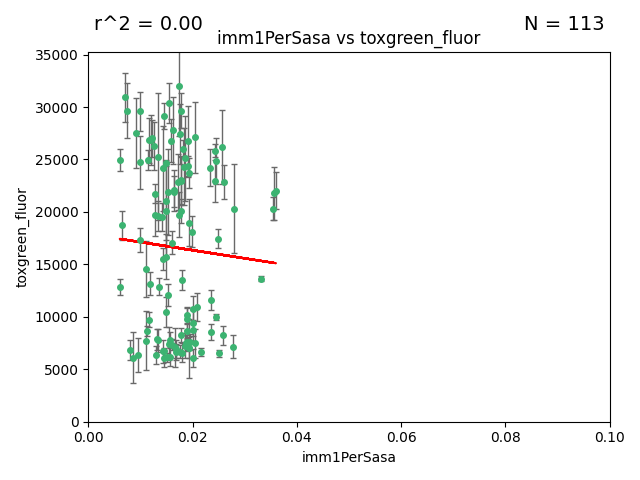 r^2 = 0.00
N = 113
imm1PerSasa vs toxgreen_fluor
35000
30000
25000
20000
15000
10000
5000
0
toxgreen_fluor
0.00
0.02
0.04
0.06
0.08
0.10
imm1PerSasa